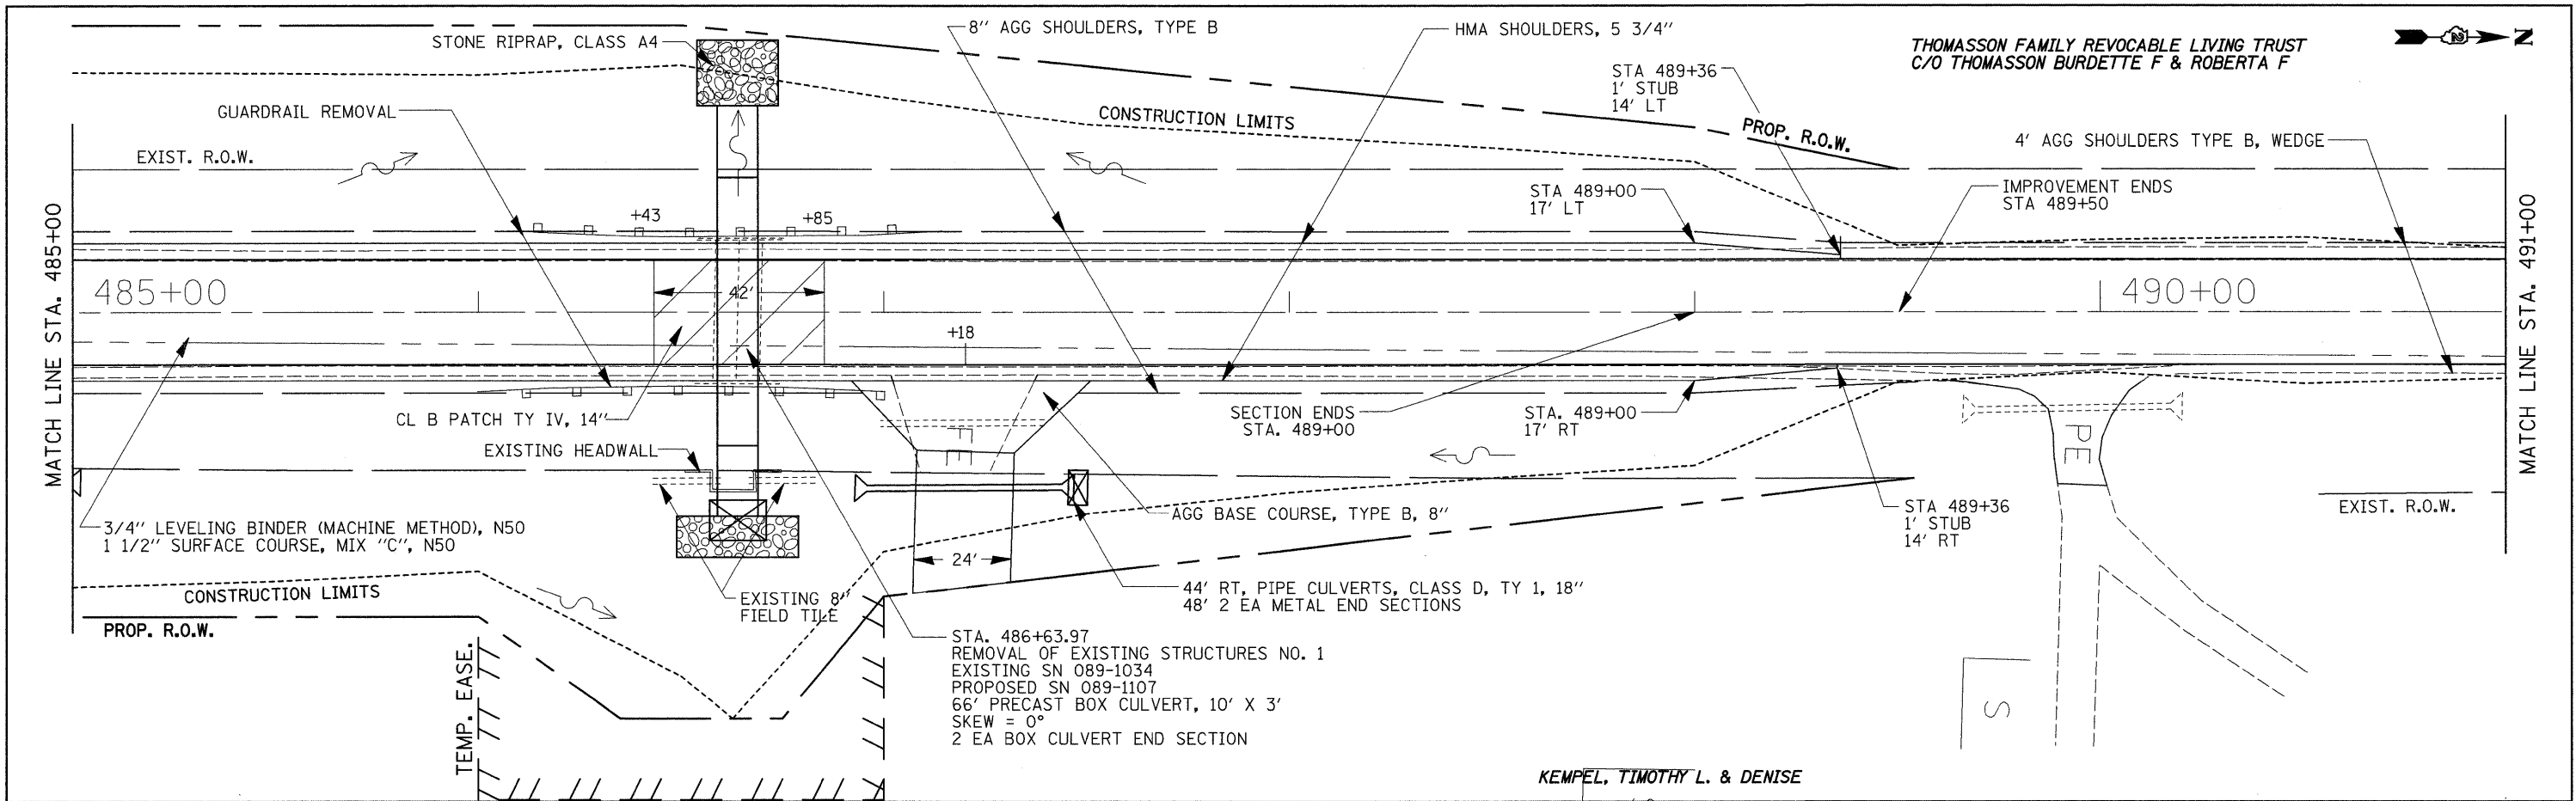 STONE RIPRAP, CLASS A4
8" AGG SHOULDERS, TYPE B
HMA SHOULDERS, 5 3/4"
THOMASSON FAMILY REVOCABLE LIVING TRUST
C/O THOMASSON BURDETTE F & ROBERTA F
N
STA 489+36
1' STUB
14' LT
GUARDRAIL REMOVAL
CONSTRUCTION LIMITS
PROP. R.O.W.
4' AGG SHOULDERS TYPE B, WEDGE
EXIST. R.O.W.
STA 489+00
17' LT
IMPROVEMENT ENDS
STA 489+50
+43
+85
MATCH LINE STA. 485+00
MATCH LINE STA. 491+00
485+00
42'
490+00
+18
CL B PATCH TY IV, 14"
SECTION ENDS
STA. 489+00
STA. 489+00
17' RT
EXISTING HEADWALL
FE
PE
3/4" LEVELING BINDER (MACHINE METHOD), N50
1 1/2" SURFACE COURSE, MIX "C", N50
AGG BASE COURSE, TYPE B, 8"
STA 489+36
1' STUB
14' RT
EXIST. R.O.W.
24'
CONSTRUCTION LIMITS
EXISTING 8"
FIELD TILE
44' RT, PIPE CULVERTS, CLASS D, TY 1, 18"
48' 2 EA METAL END SECTIONS
PROP. R.O.W.
TEMP. EASE.
STA. 486+63.97
REMOVAL OF EXISTING STRUCTURES NO. 1
EXISTING SN 089-1034
PROPOSED SN 089-1107
66' PRECAST BOX CULVERT, 10' X 3'
SKEW = 0°
2 EA BOX CULVERT END SECTION
S
KEMPEL, TIMOTHY L. & DENISE